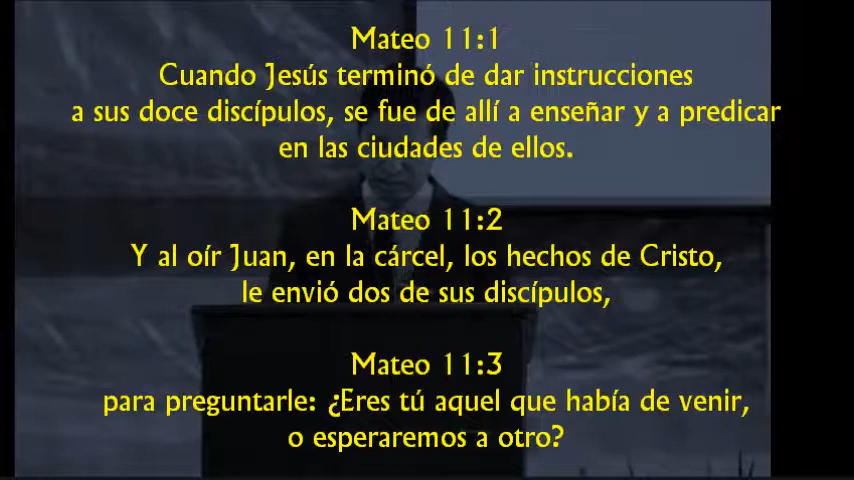 Mateo 11:1
Cuando Jesús terminó de dar instrucciones
a sus doce discípulos, se fue de allí a enseñar y a predicar
en las ciudades de ellos.
Mateo 11:2
Y al oír Juan, en la cárcel, los hechos de Cristo,
le envió dos de sus discípulos,
Mateo 11:3
para preguntarle: ¿Eres tú aquel que había de venir,
o esperaremos a otro?